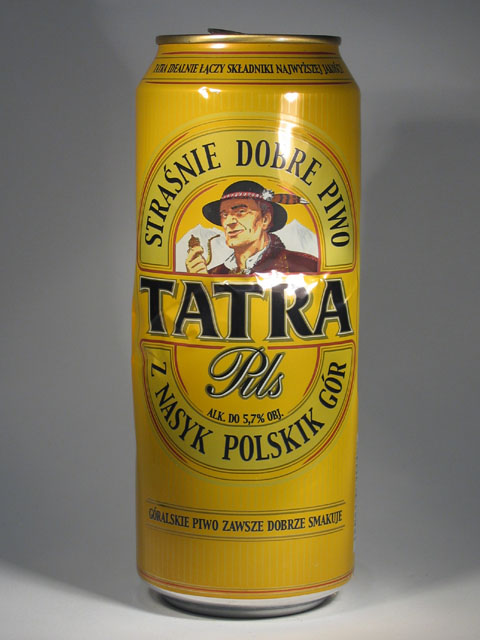 TATRA IDEALNIE ŁĄCZY SKŁADNIKI NAJWYŻSZEJ JAKOŚCI
STRAŚNIE DOBRE PIWO
TATRA
Pils
ALK. DO 5,7% OBJ.
Z NASYK POLSKIK GÓR
GÓRALSKIE PIWO ZAWSZE DOBRZE SMAKUJE